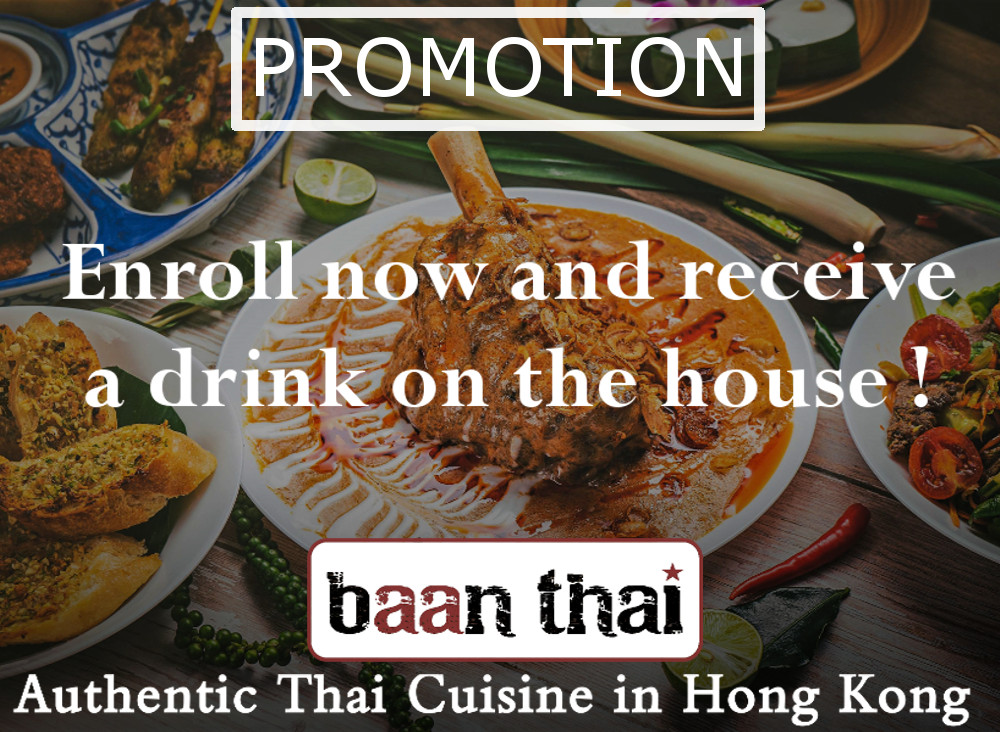 PROMOTION
Enroll now and receive
a drink on the house !
baan thai
Authentic Thai Cuisine in Hong Kong